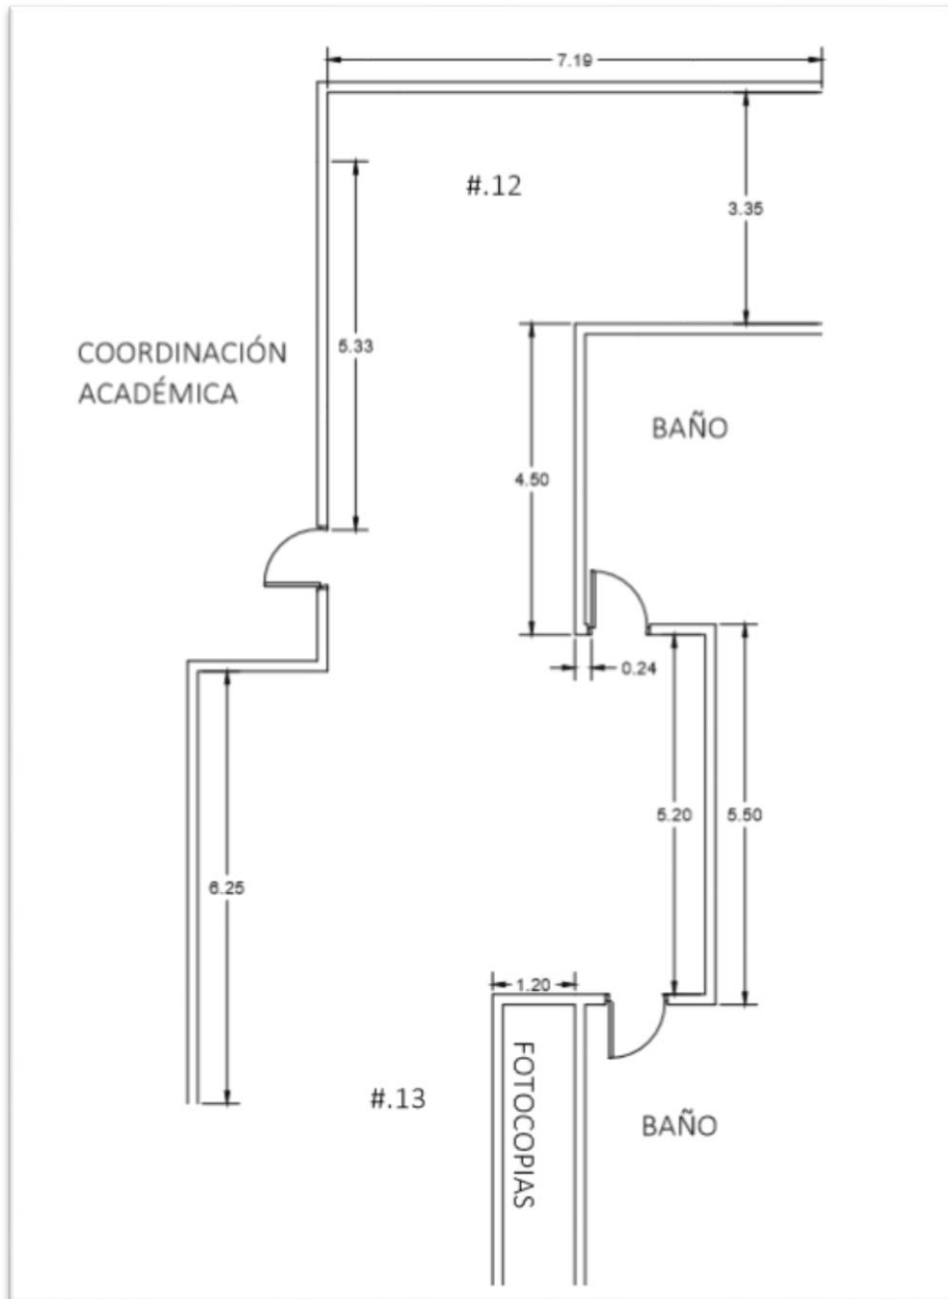 7.19
#.12
3.35
COORDINACIÓN
ACADÉMICA
5.33
BAÑO
4.50
0.24
5.20
5.50
6.25
1.20
FOTOCOPIAS
#.13
BAÑO